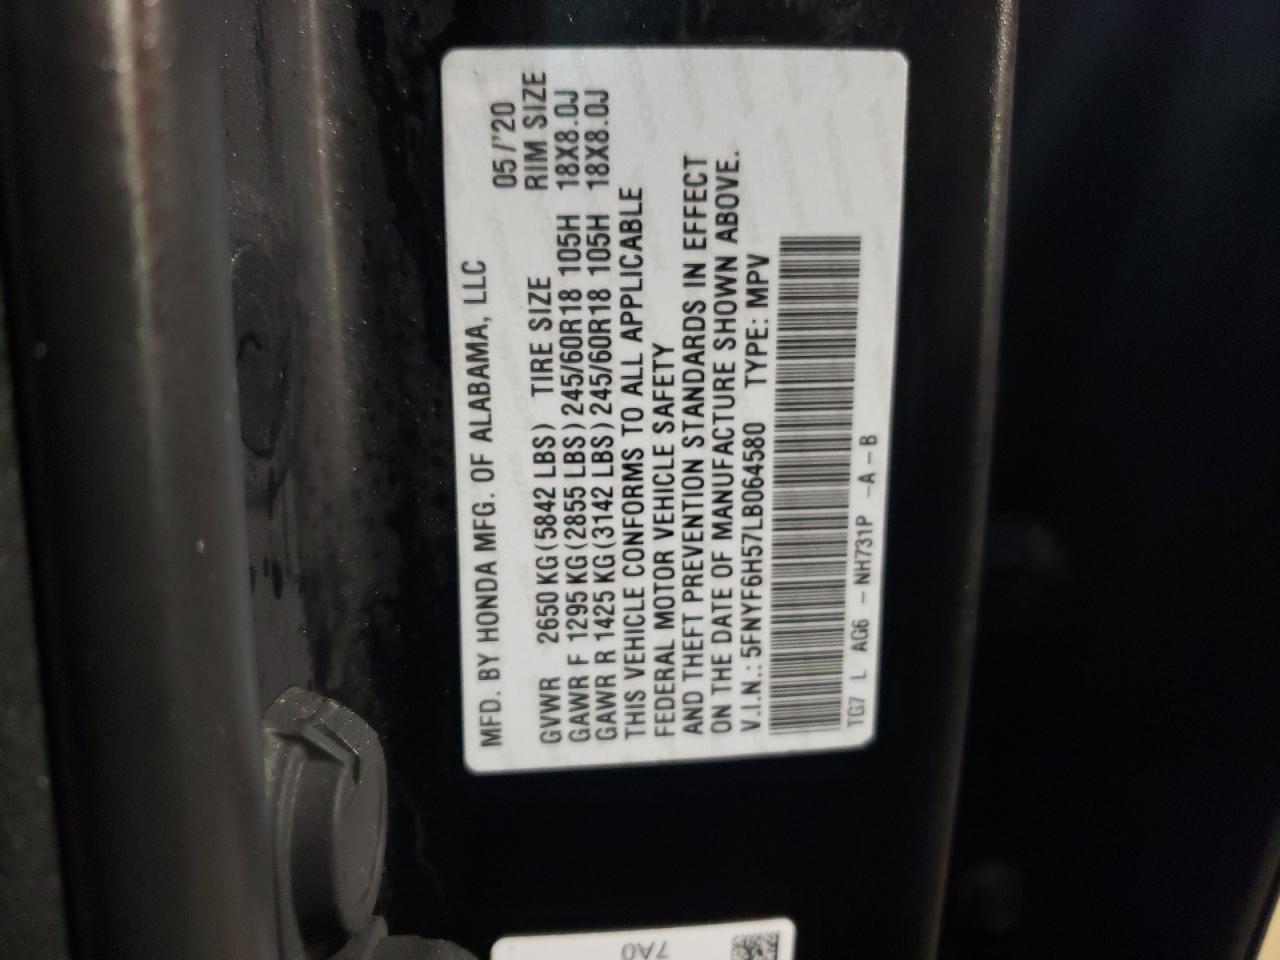 MFD. BY HONDA MFG. OF ALABAMA, LLC 05/'20
GVWR 2650 KG(5842 LBS) TIRE SIZE RIM SIZE
GAWR F 1295 KG(2855 LBS)245/60R18 105H 18X8.0J
GAWR R 1425 KG(3142 LBS)245/60R18 105H 18X8.0J
THIS VEHICLE CONFORMS TO ALL APPLICABLE
FEDERAL MOTOR VEHICLE SAFETY
AND THEFT PREVENTION STANDARDS IN EFFECT
ON THE DATE OF MANUFACTURE SHOWN ABOVE.
V.I.N.: 5FNYF6H57LB064580 TYPE: MPV
TG7 L AG6 -NH731P -A-B
7A0